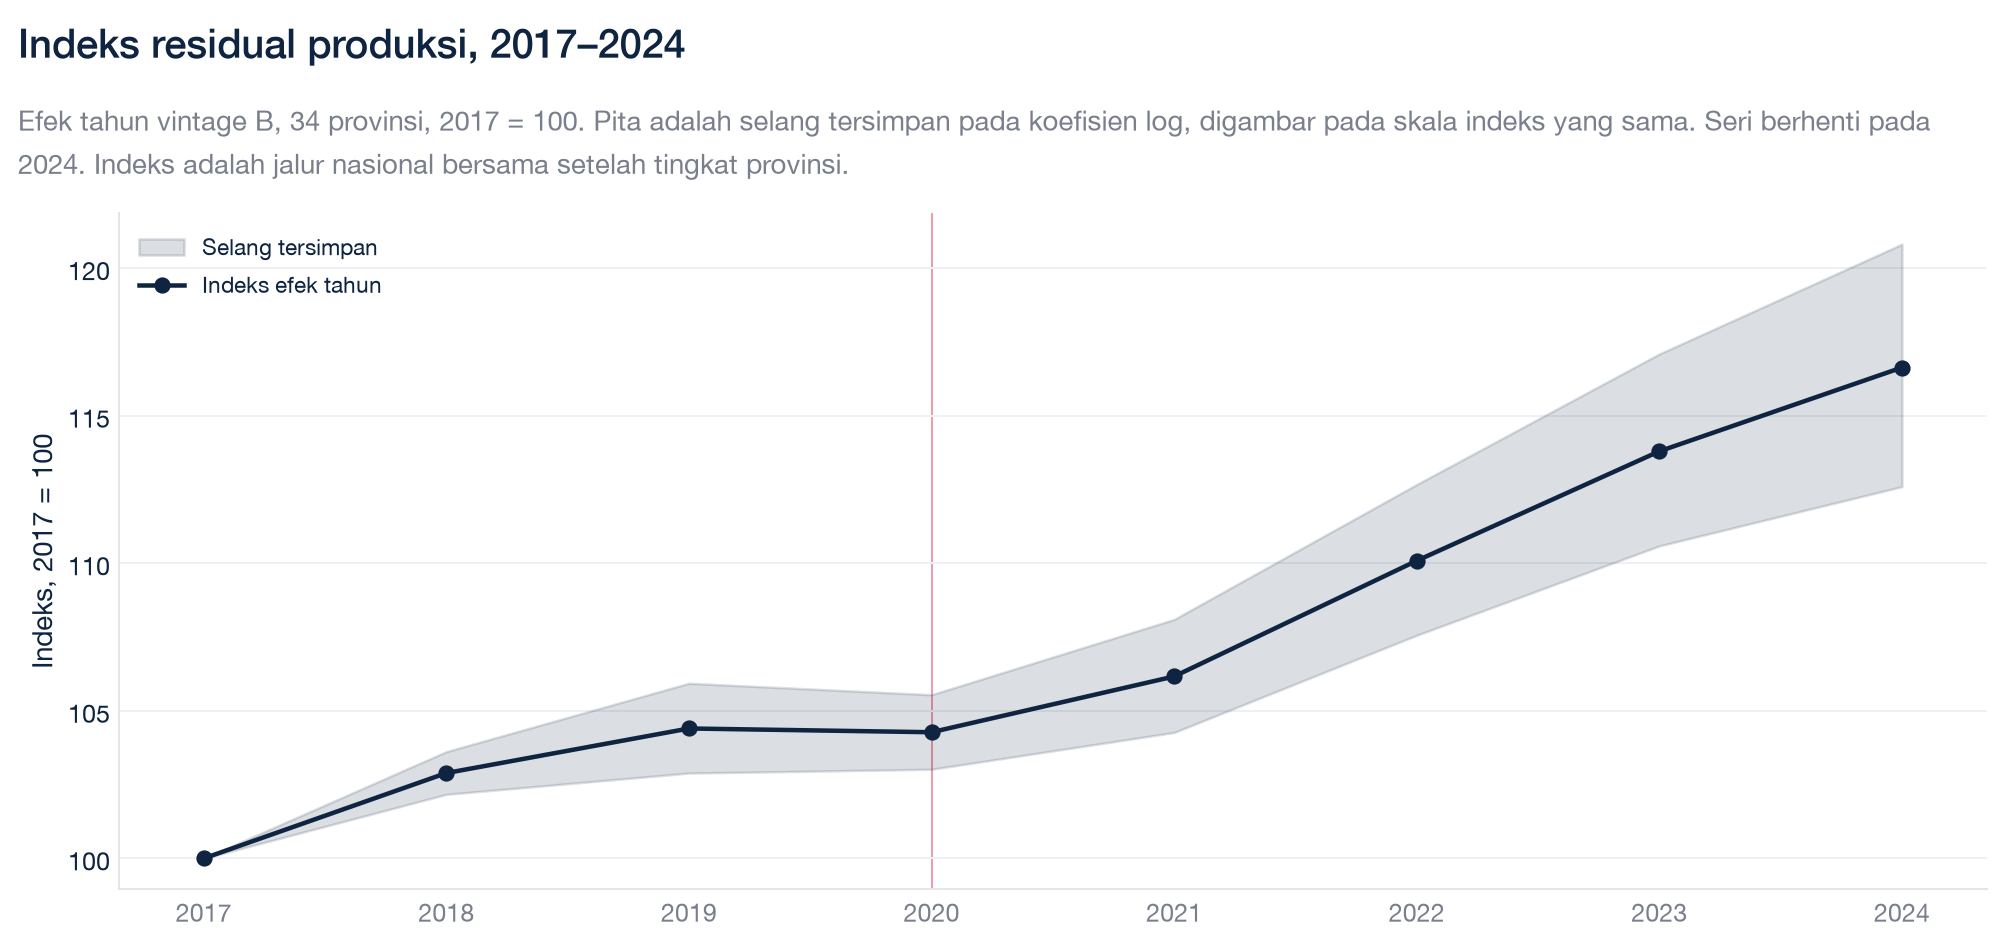 Indeks residual produksi, 2017–2024
Efek tahun vintage B, 34 provinsi, 2017 = 100. Pita adalah selang tersimpan pada koefisien log, digambar pada skala indeks yang sama. Seri berhenti pada
2024. Indeks adalah jalur nasional bersama setelah tingkat provinsi.
Selang tersimpan
Indeks efek tahun
120
115
110
105
100
Indeks, 2017 = 100
2017 2018 2019 2020 2021 2022 2023 2024